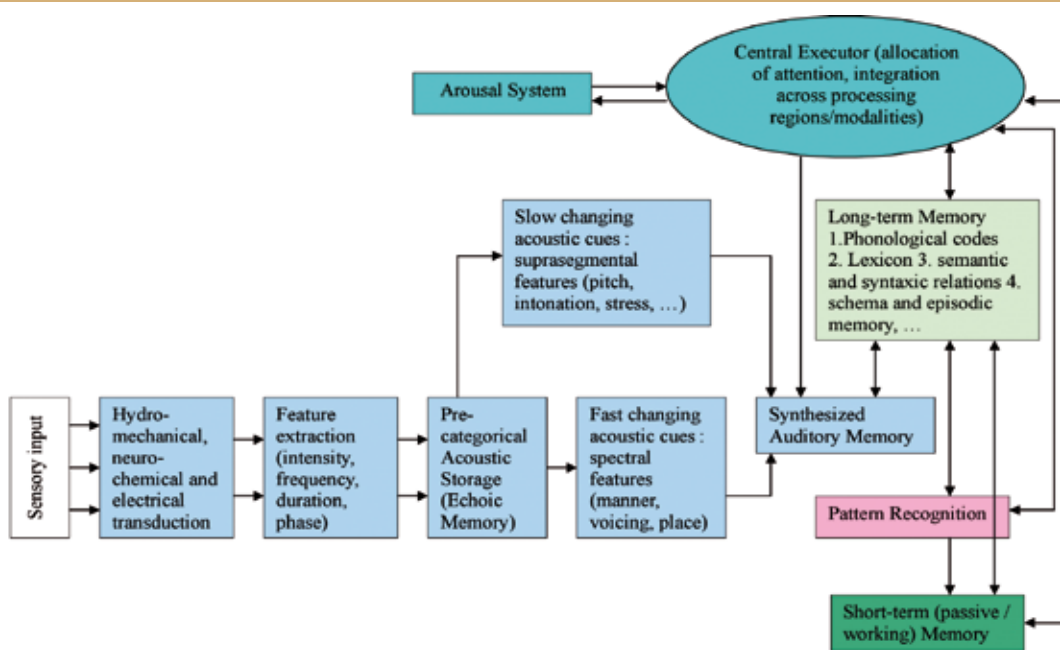 Central Executor (allocation
of attention, integration
across processing
regions/modalities)
Arousal System
Slow changing
acoustic cues :
suprasegmental
features (pitch,
intonation, stress, …)
Long-term Memory
1.Phonological codes
2. Lexicon 3. semantic
and syntaxic relations 4.
schema and episodic
memory, …
Sensory input
Hydro-
mechanical,
neuro-
chemical and
electrical
transduction
Feature
extraction
(intensity,
frequency,
duration,
phase)
Pre-
categorical
Acoustic
Storage
(Echoic
Memory)
Fast changing
acoustic cues :
spectral
features
(manner,
voicing, place)
Synthesized
Auditory Memory
Pattern Recognition
Short-term (passive /
working) Memory